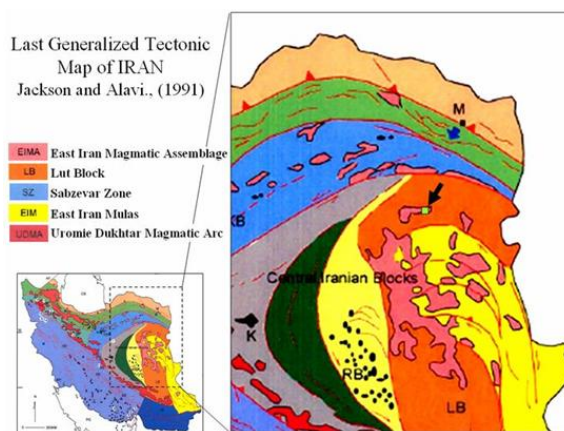 Last Generalized Tectonic
Map of IRAN
Jackson and Alavi., (1991)
EIMA East Iran Magmatic Assemblage
LB Lut Block
SZ Sabzevar Zone
EIM East Iran Mulas
UDMA Uromie Dukhtar Magmatic Arc
M
KB
Central Iranian Blocks
K
RB
LB